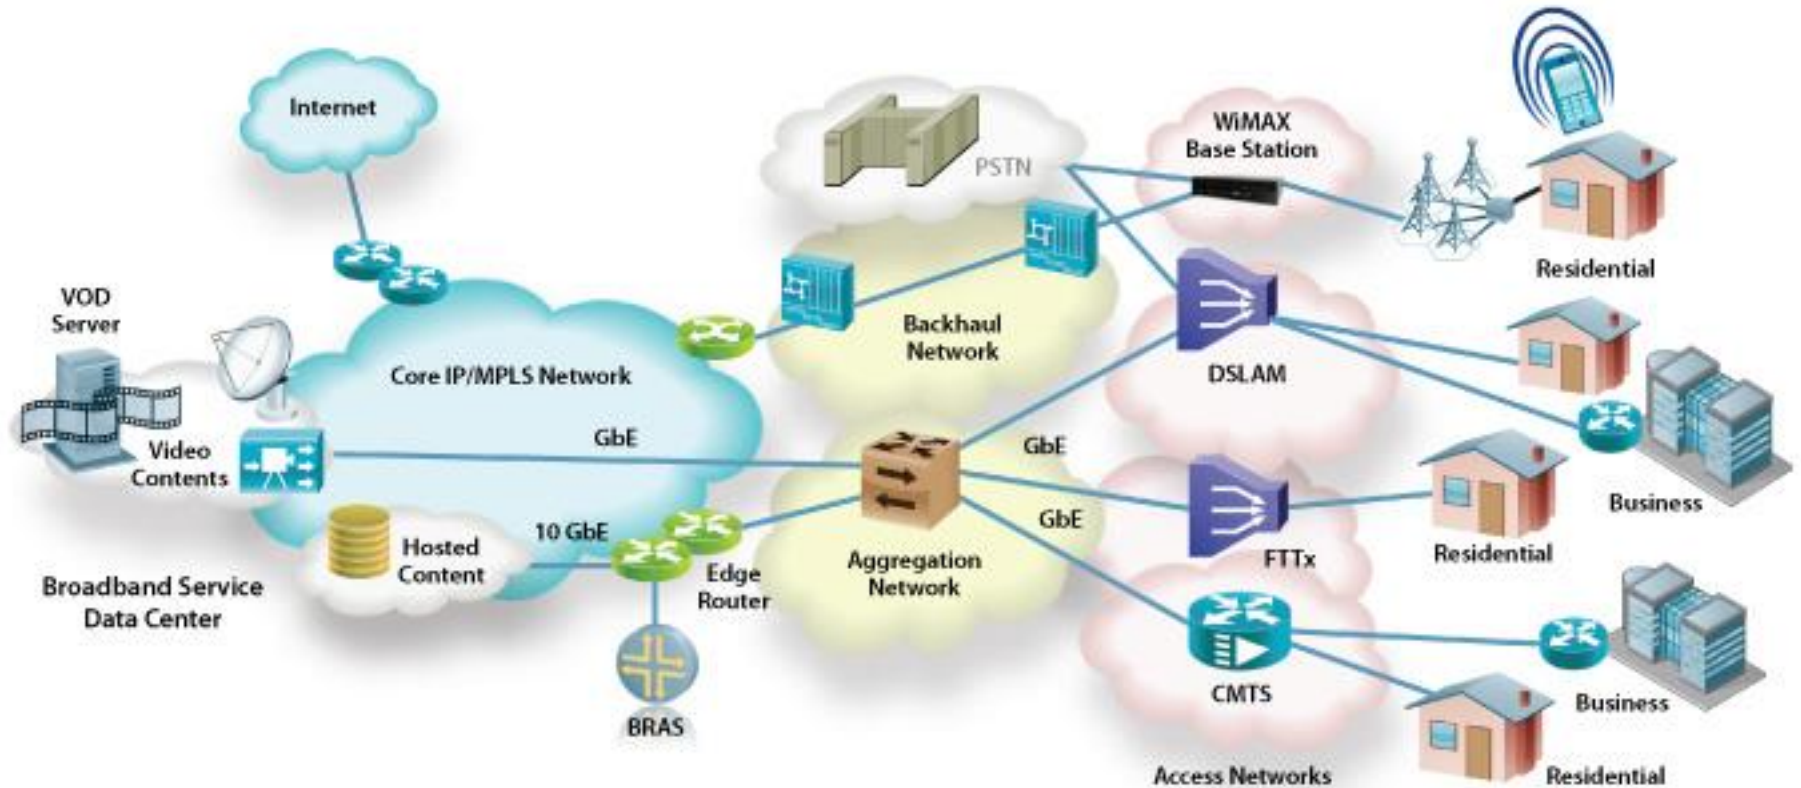 Internet
PSTN
WiMAX
Base Station
Residential
VOD
Server
Core IP/MPLS Network
Backhaul
Network
DSLAM
Video
Contents
GbE
GbE
Business
Hosted
Content
10 GbE
GbE
Edge
Router
Aggregation
Network
FTTx
Residential
Broadband Service
Data Center
BRAS
CMTS
Business
Access Networks
Residential